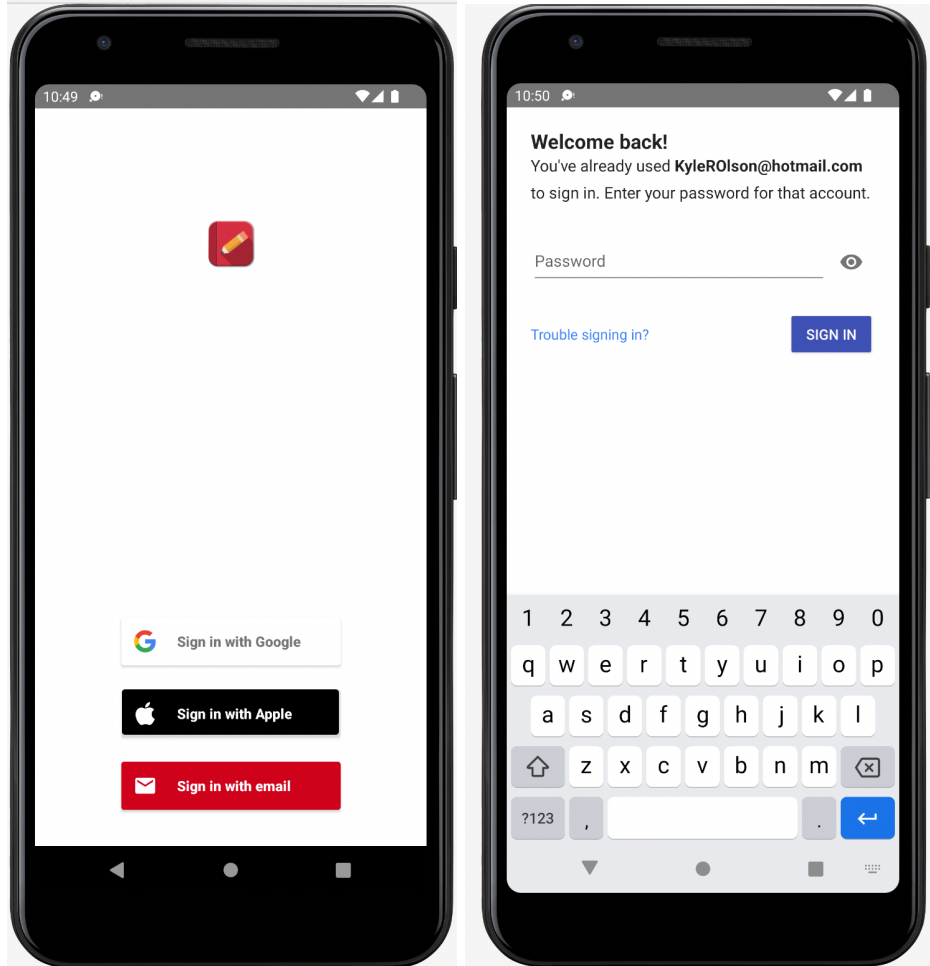 10:49
Sign in with Google
Sign in with Apple
Sign in with email
10:50
Welcome back!
You've already used KyleROlson@hotmail.com
to sign in. Enter your password for that account.
Password
Trouble signing in?
SIGN IN
1 2 3 4 5 6 7 8 9 0
q w e r t y u i o p
a s d f g h j k l
z x c v b n m
?123 , .